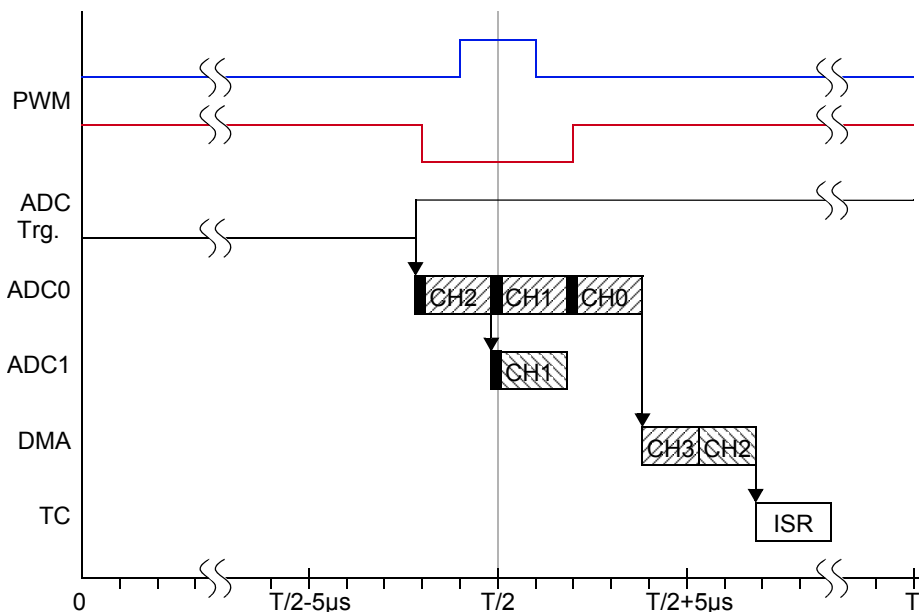 PWM
ADC
Trg.
ADC0
CH2 CH1 CH0
ADC1
CH1
DMA
CH3 CH2
TC
ISR
0 T/2-5µs T/2 T/2+5µs T